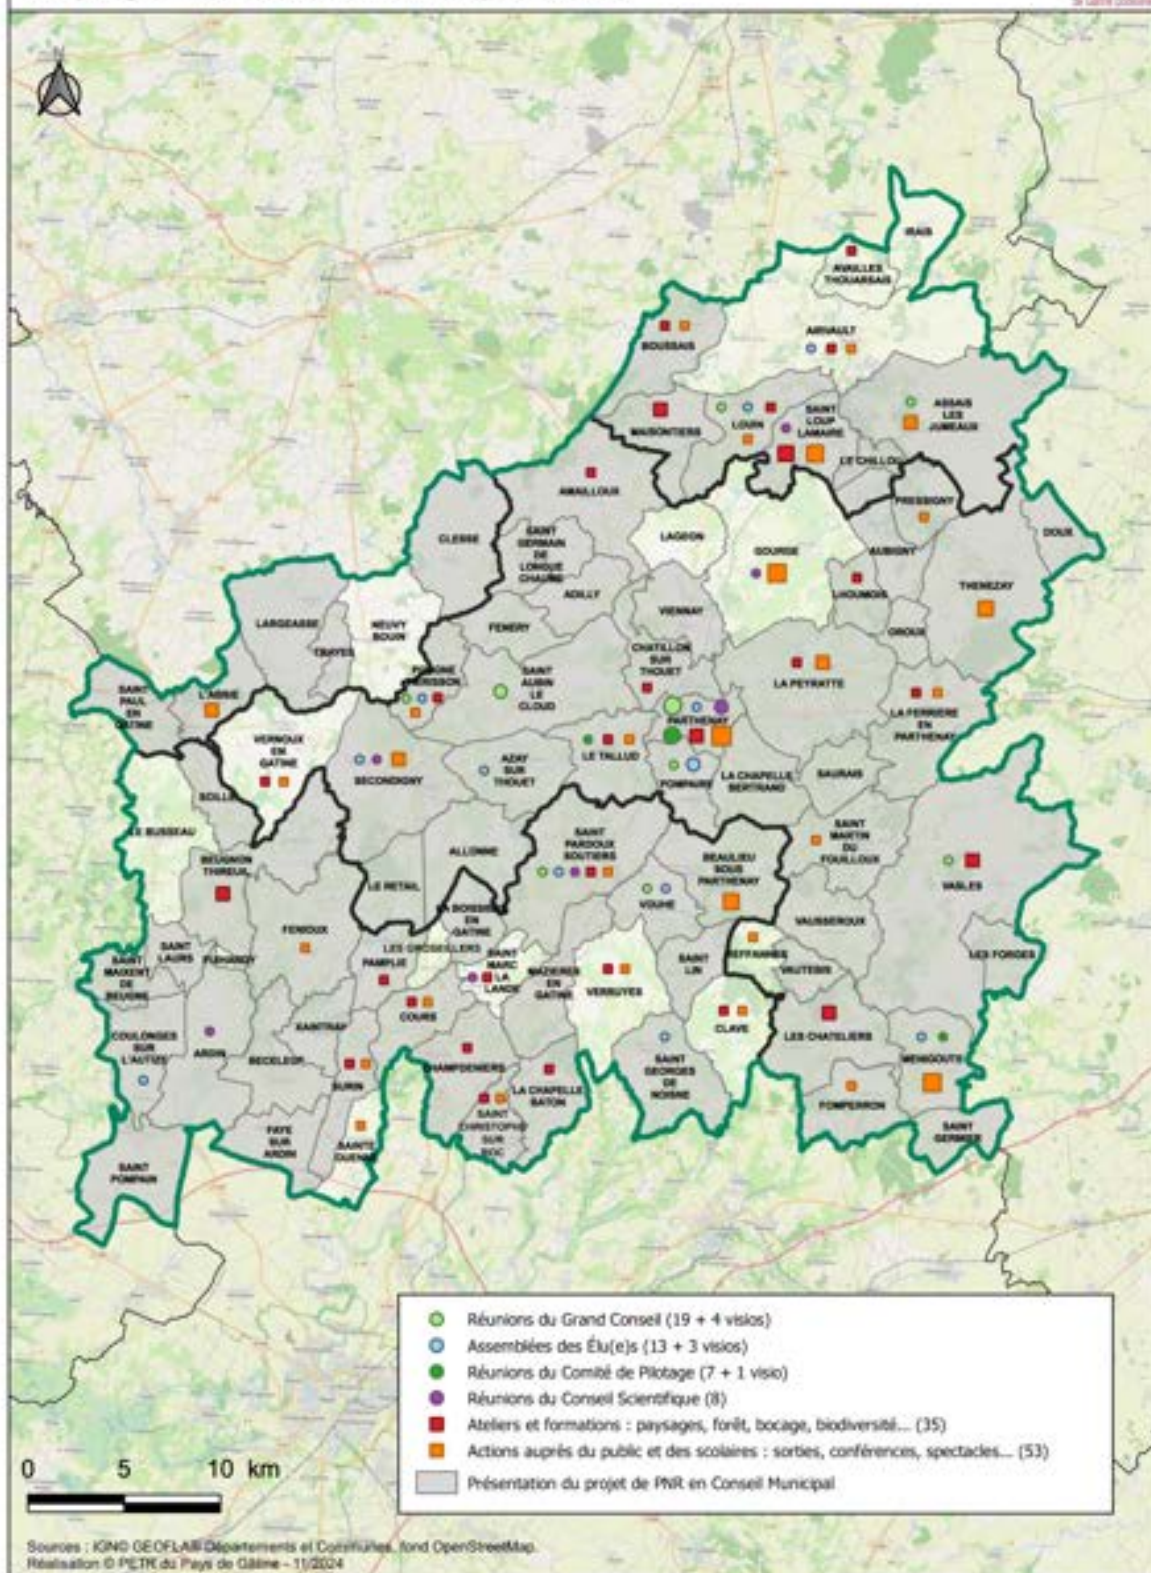 N
IRAIS
AVAILLES
THOUARSAIS
AIRVAULT
BOUSSAIS
ASSAIS
LES
JUMEAUX
SAINT
LOUP
LAMAIRE
LOUIN
MAISONTIERS
LE CHILLOU
AMAILLOUX
PRESSIGNY
DOUX
CLESSE
SAINT
GERMAIN
DE
LONGUE
CHAUME
LAGEON
GOURGE
AUBIGNY
THENEZAY
LHOUMOIS
ADILLY
VIENNAY
LARGEASSE
NEUVY
BOUIN
FENERY
OROUX
TRAYES
CHATILLON
SUR
THOUET
SAINT
AUBIN
LE
CLOUD
LA PEYRATTE
SAINT
PAUL
EN
GATINE
L'ABSIE
LA FERRIERE
EN
PARTHENAY
PARTHENAY
VERNOUX
EN
GATINE
LE TALLUD
AZAY
SUR
THOUET
SECONDIGNY
POMPAIRE
LA CHAPELLE
BERTRAND
SAURAIS
LE BUSSEAU
SAINT
MARTIN
DU
FOUILLOUX
SAINT
PARDOUX
SOUTIERS
ALLONNE
BEUGNON
THIREUIL
BEAULIEU
SOUS
PARTHENAY
LE RETAIL
VASLES
VOUHE
VAUSSEROUX
FENIOUX
LES GROSEILLERS
SAINT
LAURS
SAINT
MARC
LA
LANDE
SAINT
LIN
LES FORGES
SAINT
MAIXENT
DE
BEUGNE
PAMPLIE
MAZIERES
EN
GATINE
VAUTEBIS
VERRUYES
COURS
CLAVE
LES CHATELIERS
XAINTRAY
COULONGES
SUR
L'AUTIZE
ARDIN
BECELEUF
MENIGOUTE
SAINT
GEORGES
DE
NOISNE
CHAMPDENIERS
SURIN
LA CHAPELLE
BATON
FOMPERRON
SAINT
CHRISTOPHE
SUR
ROC
FAYE
SUR
ARDIN
SAINT
GERMIER
SAINT
POMPAIN
Réunions du Grand Conseil (19 + 4 visios)
Assemblées des Élu(e)s (13 + 3 visios)
Réunions du Comité de Pilotage (7 + 1 visio)
Réunions du Conseil Scientifique (8)
Ateliers et formations : paysages, forêt, bocage, biodiversité... (35)
Actions auprès du public et des scolaires : sorties, conférences, spectacles... (53)
Présentation du projet de PNR en Conseil Municipal
0 5 10 km
Sources : IGN© GEOFLA® Départements et Communes, fond OpenStreetMap.
Réalisation © PETR du Pays de Gâtine - 11/2024